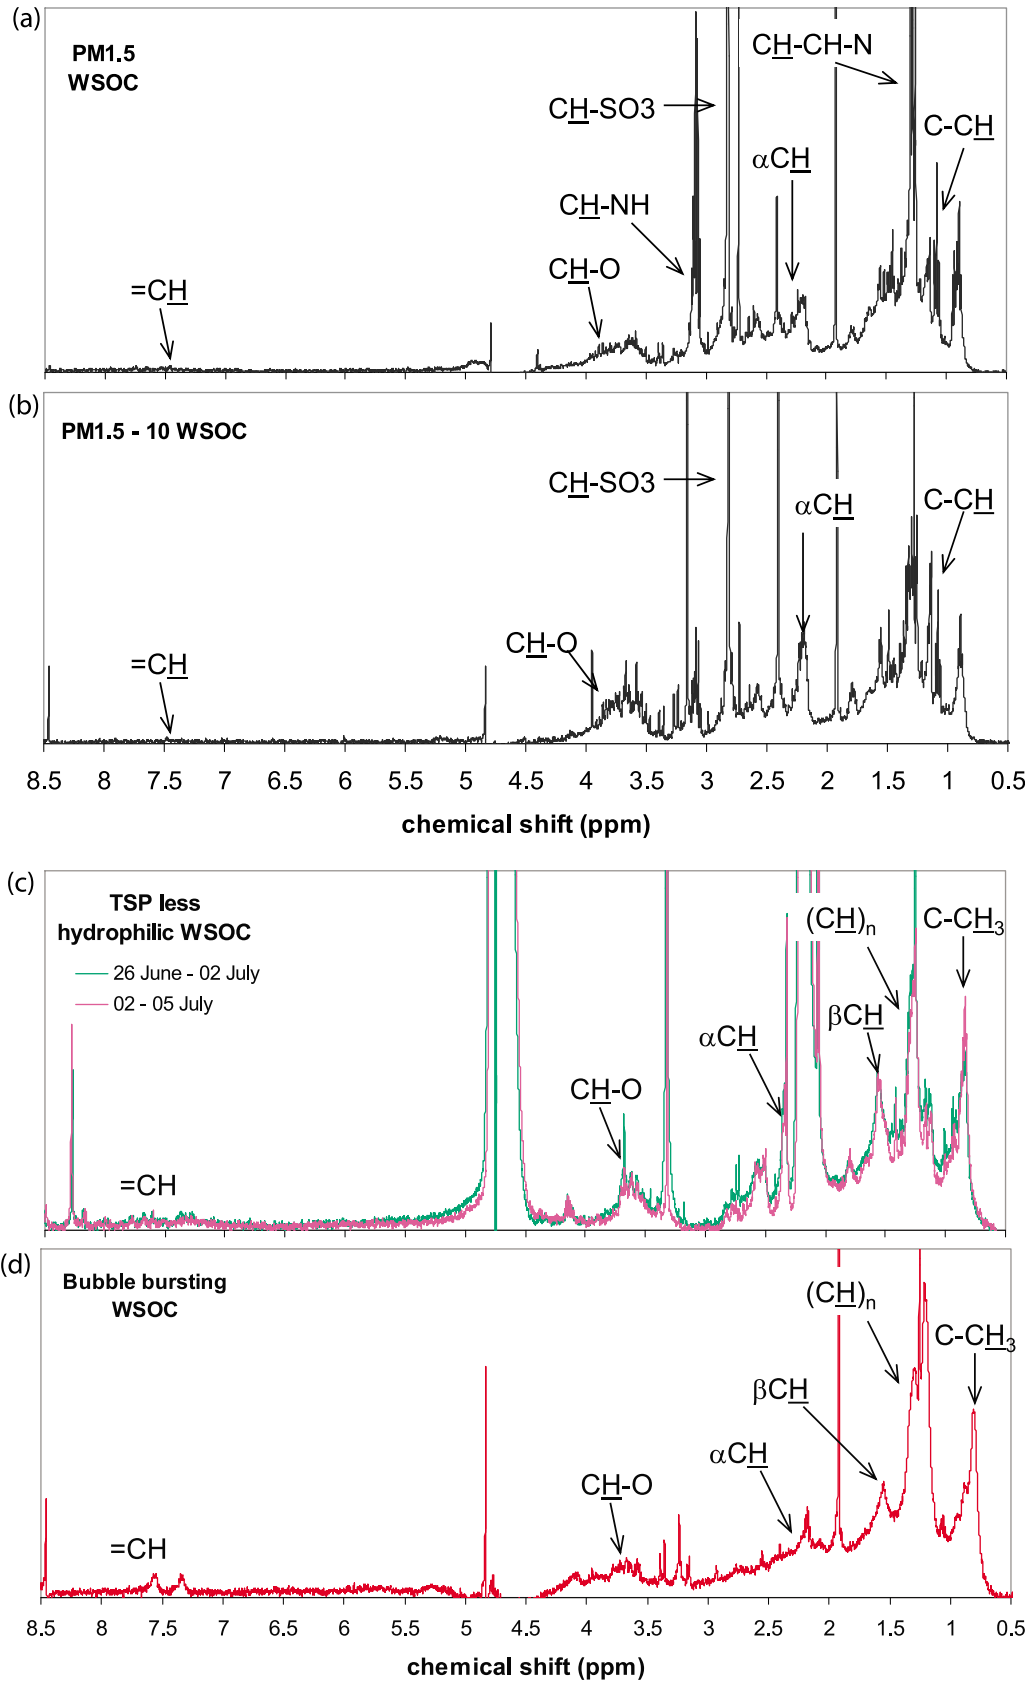 (a)
PM1.5
WSOC
CH-CH-N
CH-SO3
C-CH
αCH
CH-NH
CH-O
=CH
(b)
PM1.5 - 10 WSOC
CH-SO3
C-CH
αCH
CH-O
=CH
8.5 8 7.5 7 6.5 6 5.5 5 4.5 4 3.5 3 2.5 2 1.5 1 0.5
chemical shift (ppm)
(c)
TSP less
hydrophilic WSOC
26 June - 02 July
02 - 05 July
(CH)n
C-CH3
βCH
αCH
CH-O
=CH
(d)
Bubble bursting
WSOC
(CH)n
C-CH3
βCH
αCH
CH-O
=CH
8.5 8 7.5 7 6.5 6 5.5 5 4.5 4 3.5 3 2.5 2 1.5 1 0.5
chemical shift (ppm)